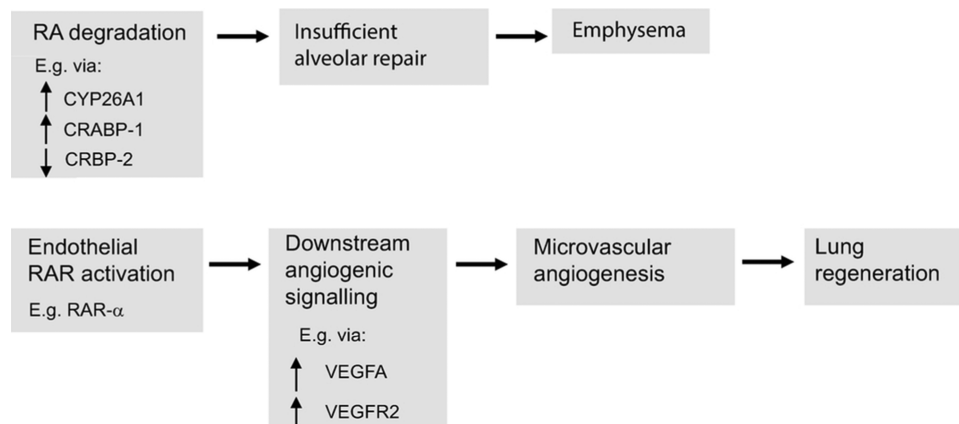 RA degradation
E.g. via:
CYP26A1
CRABP-1
CRBP-2
Insufficient
alveolar repair
Emphysema
Endothelial
RAR activation
E.g. RAR-α
Downstream
angiogenic
signalling
E.g. via:
VEGFA
VEGFR2
Microvascular
angiogenesis
Lung
regeneration